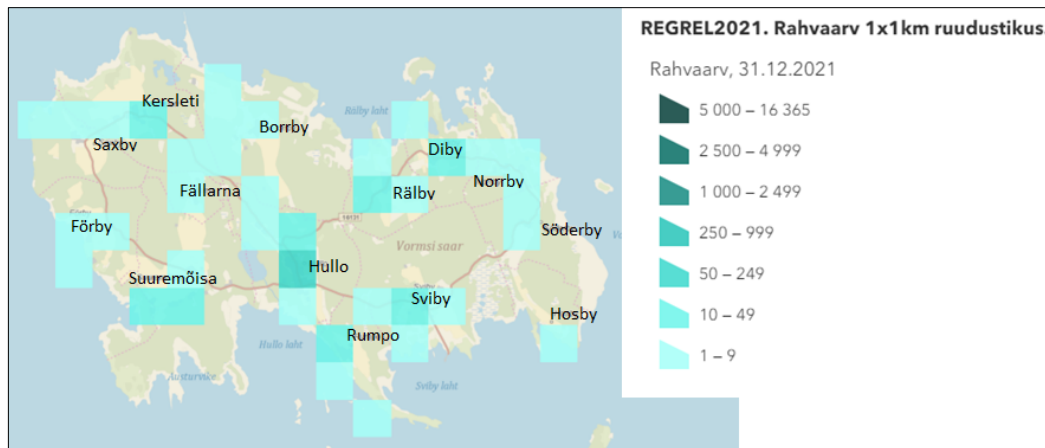 REGREL2021. Rahvaarv 1x1km ruudustikus.
Rahvaarv, 31.12.2021
5 000 – 16 365
2 500 – 4 999
1 000 – 2 499
250 – 999
50 – 249
10 – 49
1 – 9
Kersleti
Borrby
Rälby laht
Saxby
Diby
Norrby
Fällarna
Rälby
Förby
Söderby
Vormsi saar
Hullo
Suuremõisa
Sviby
Hosby
Rumpo
Hullo laht
Austurvike
Sviby laht